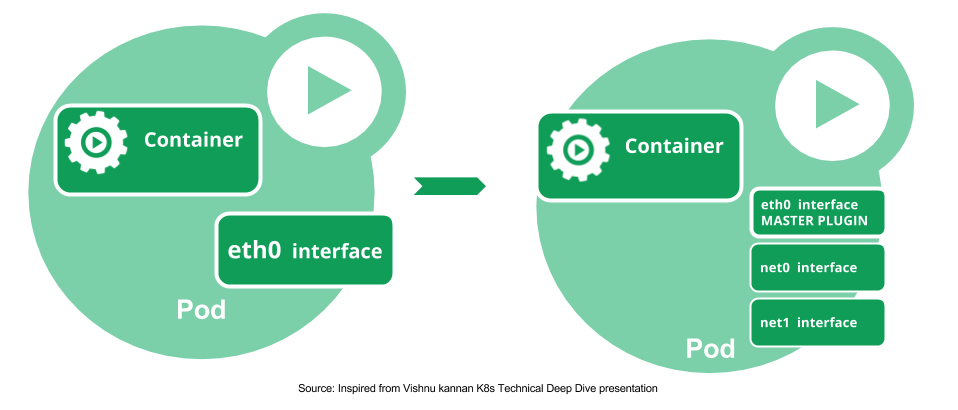 Container
eth0 interface
Pod
Container
eth0 interface
MASTER PLUGIN
net0 interface
net1 interface
Pod
Source: Inspired from Vishnu kannan K8s Technical Deep Dive presentation